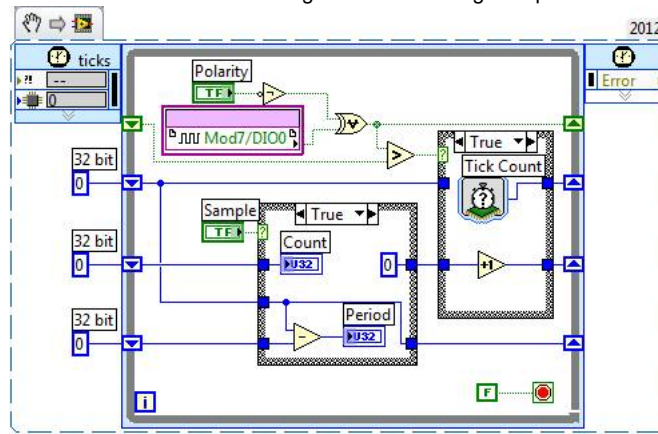 2012
ticks
?! --
0
Error
Polarity
TF
Mod7/DIO0
True
Tick Count
?
32 bit
0
Sample
TF
?
True
Count
U32
32 bit
0
0
+1
Period
U32
32 bit
0
i
F